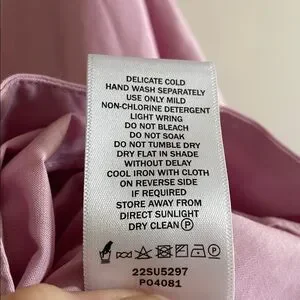 DELICATE COLD
HAND WASH SEPARATELY
USE ONLY MILD
NON-CHLORINE DETERGENT
LIGHT WRING
DO NOT BLEACH
DO NOT SOAK
DO NOT TUMBLE DRY
DRY FLAT IN SHADE
WITHOUT DELAY
COOL IRON WITH CLOTH
ON REVERSE SIDE
IF REQUIRED
STORE AWAY FROM
DIRECT SUNLIGHT
DRY CLEAN Ⓟ
22SU5297
PO4081